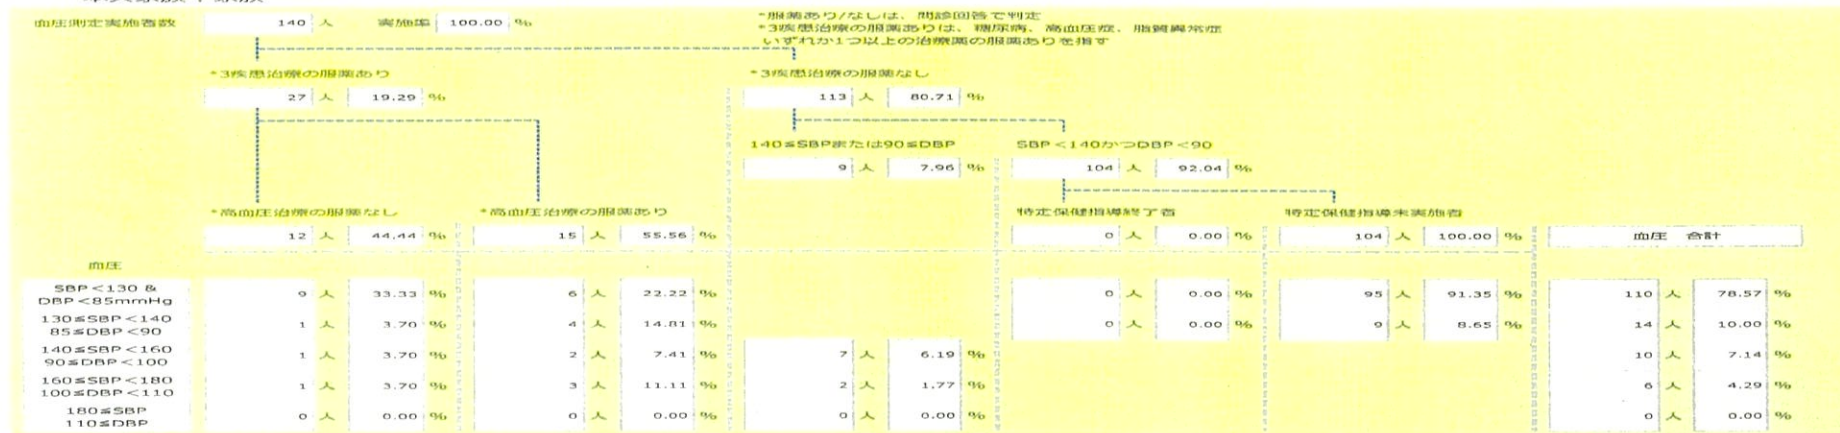 血圧測定実施者数 140 人 実施率 100.00 %
*服薬あり/なしは、問診回答で判定
*3疾患治療の服薬ありは、糖尿病、高血圧症、脂質異常症
いずれか1つ以上の治療薬の服薬ありを指す
*3疾患治療の服薬あり *3疾患治療の服薬なし
27 人 19.29 % 113 人 80.71 %
140≦SBPまたは90≦DBP SBP<140かつDBP<90
9 人 7.96 % 104 人 92.04 %
*高血圧治療の服薬なし *高血圧治療の服薬あり 特定保健指導終了者 特定保健指導未実施者
12 人 44.44 % 15 人 55.56 % 0 人 0.00 % 104 人 100.00 % 血圧 合計
血圧
SBP<130 &
DBP<85mmHg 9 人 33.33 % 6 人 22.22 % 0 人 0.00 % 95 人 91.35 % 110 人 78.57 %
130≦SBP<140
85≦DBP<90 1 人 3.70 % 4 人 14.81 % 0 人 0.00 % 9 人 8.65 % 14 人 10.00 %
140≦SBP<160
90≦DBP<100 1 人 3.70 % 2 人 7.41 % 7 人 6.19 % 10 人 7.14 %
160≦SBP<180
100≦DBP<110 1 人 3.70 % 3 人 11.11 % 2 人 1.77 % 6 人 4.29 %
180≦SBP
110≦DBP 0 人 0.00 % 0 人 0.00 % 0 人 0.00 % 0 人 0.00 %